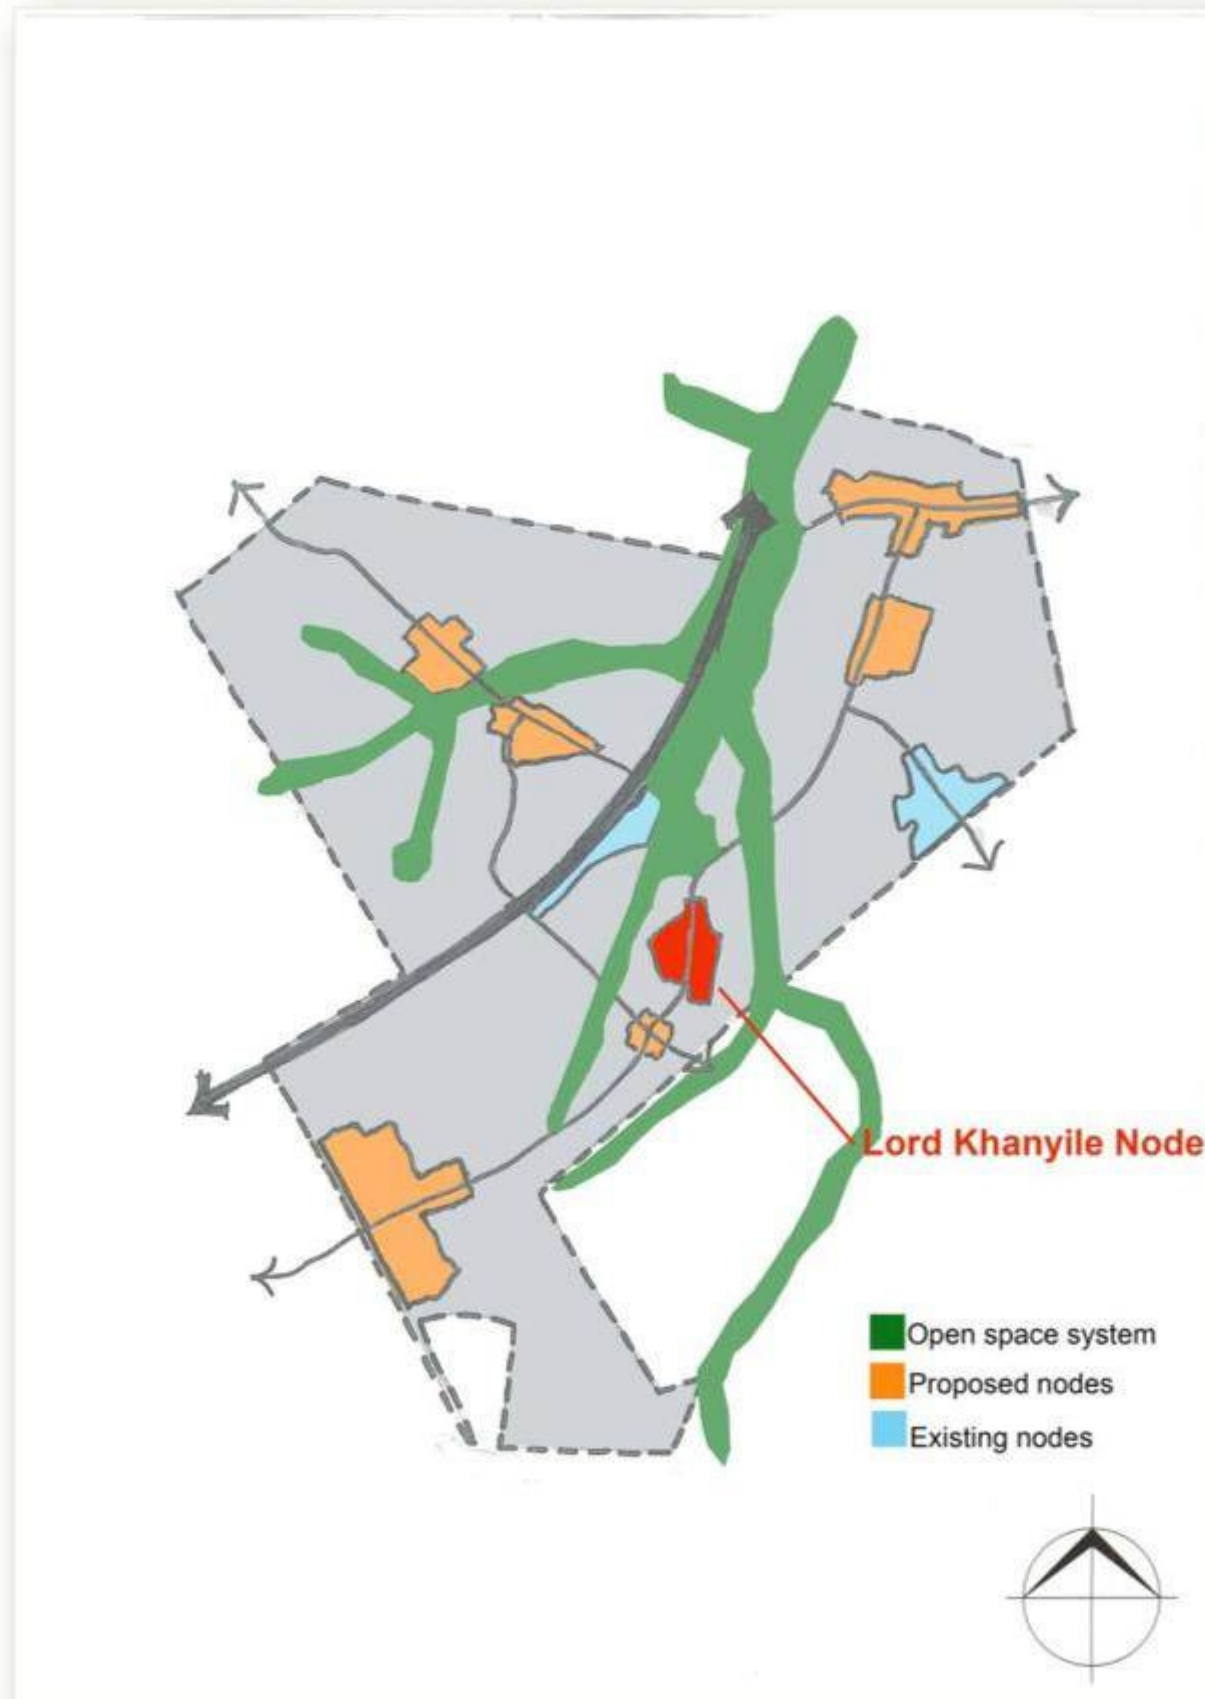 Lord Khanyile Node
Open space system
Proposed nodes
Existing nodes